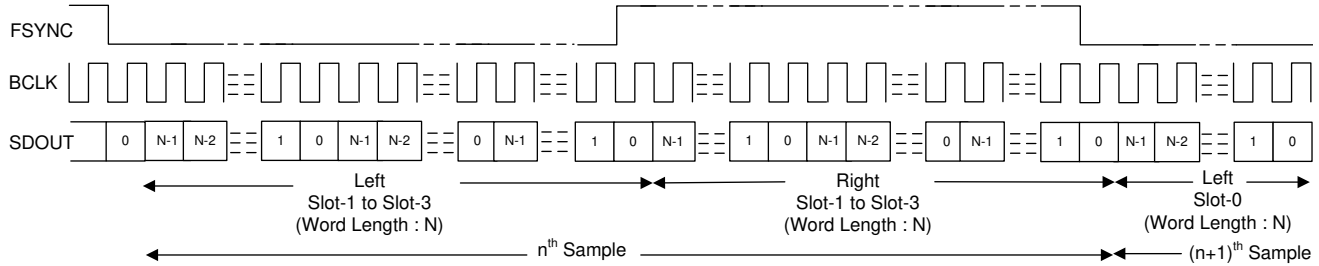 FSYNC
BCLK
SDOUT 0 N-1 N-2 1 0 N-1 N-2 0 N-1 1 0 N-1 1 0 N-1 N-2 0 N-1 1 0 N-1 N-2 1 0
Left
Slot-1 to Slot-3
(Word Length : N)
Right
Slot-1 to Slot-3
(Word Length : N)
Left
Slot-0
(Word Length : N)
nth Sample
(n+1)th Sample